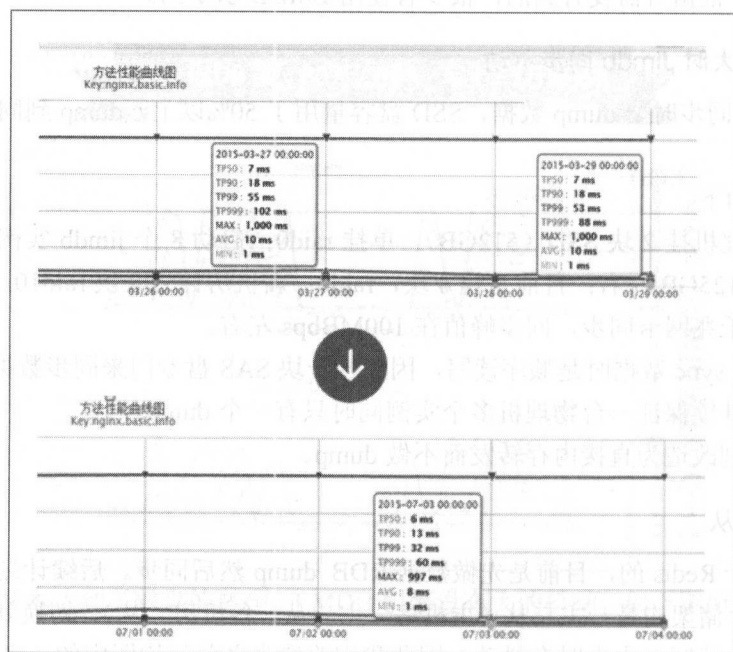 方法性能曲线图
Key:nginx.basic.info
2015-03-27 00:00:00
TP50: 7 ms
TP90: 18 ms
TP99: 55 ms
TP999: 102 ms
MAX: 1,000 ms
AVG: 10 ms
MIN: 1 ms
2015-03-29 00:00:00
TP50: 7 ms
TP90: 18 ms
TP99: 53 ms
TP999: 88 ms
MAX: 1,000 ms
AVG: 10 ms
MIN: 1 ms
03/26 00:00
03/27 00:00
03/28 00:00
03/29 00:00
方法性能曲线图
Key:nginx.basic.info
2015-07-03 00:00:00
TP50: 6 ms
TP90: 13 ms
TP99: 32 ms
TP999: 60 ms
MAX: 997 ms
AVG: 8 ms
MIN: 1 ms
07/01 00:00
07/02 00:00
07/03 00:00
07/04 00:00